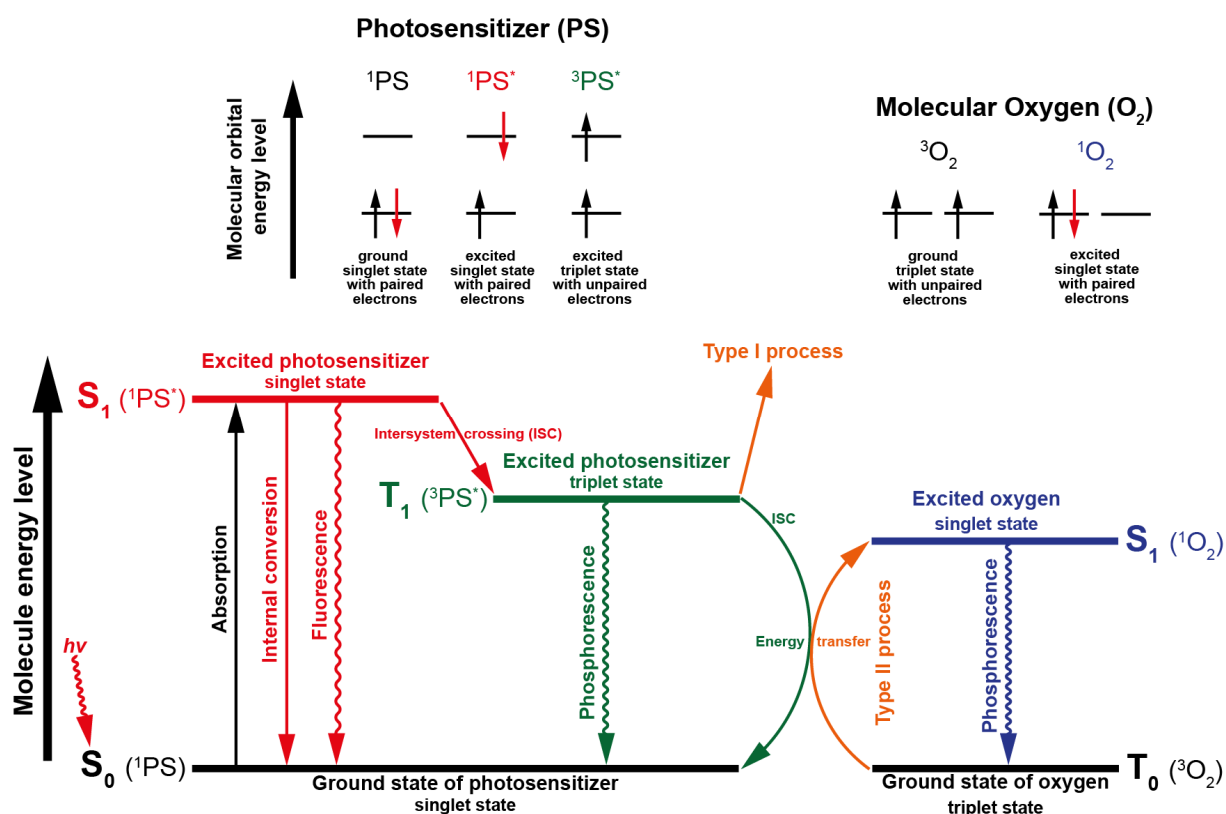 Photosensitizer (PS)
¹PS
¹PS*
³PS*
Molecular orbital
energy level
ground
singlet state
with paired
electrons
excited
singlet state
with paired
electrons
excited
triplet state
with unpaired
electrons
Molecular Oxygen (O₂)
³O₂
¹O₂
ground
triplet state
with unpaired
electrons
excited
singlet state
with paired
electrons
Molecule energy level
Excited photosensitizer
singlet state
S₁ (¹PS*)
Type I process
Intersystem crossing (ISC)
Excited photosensitizer
triplet state
T₁ (³PS*)
ISC
Excited oxygen
singlet state
S₁ (¹O₂)
Absorption
Internal conversion
Fluorescence
Phosphorescence
Energy transfer
Type II process
Phosphorescence
hv
S₀ (¹PS)
Ground state of photosensitizer
singlet state
Ground state of oxygen
triplet state
T₀ (³O₂)